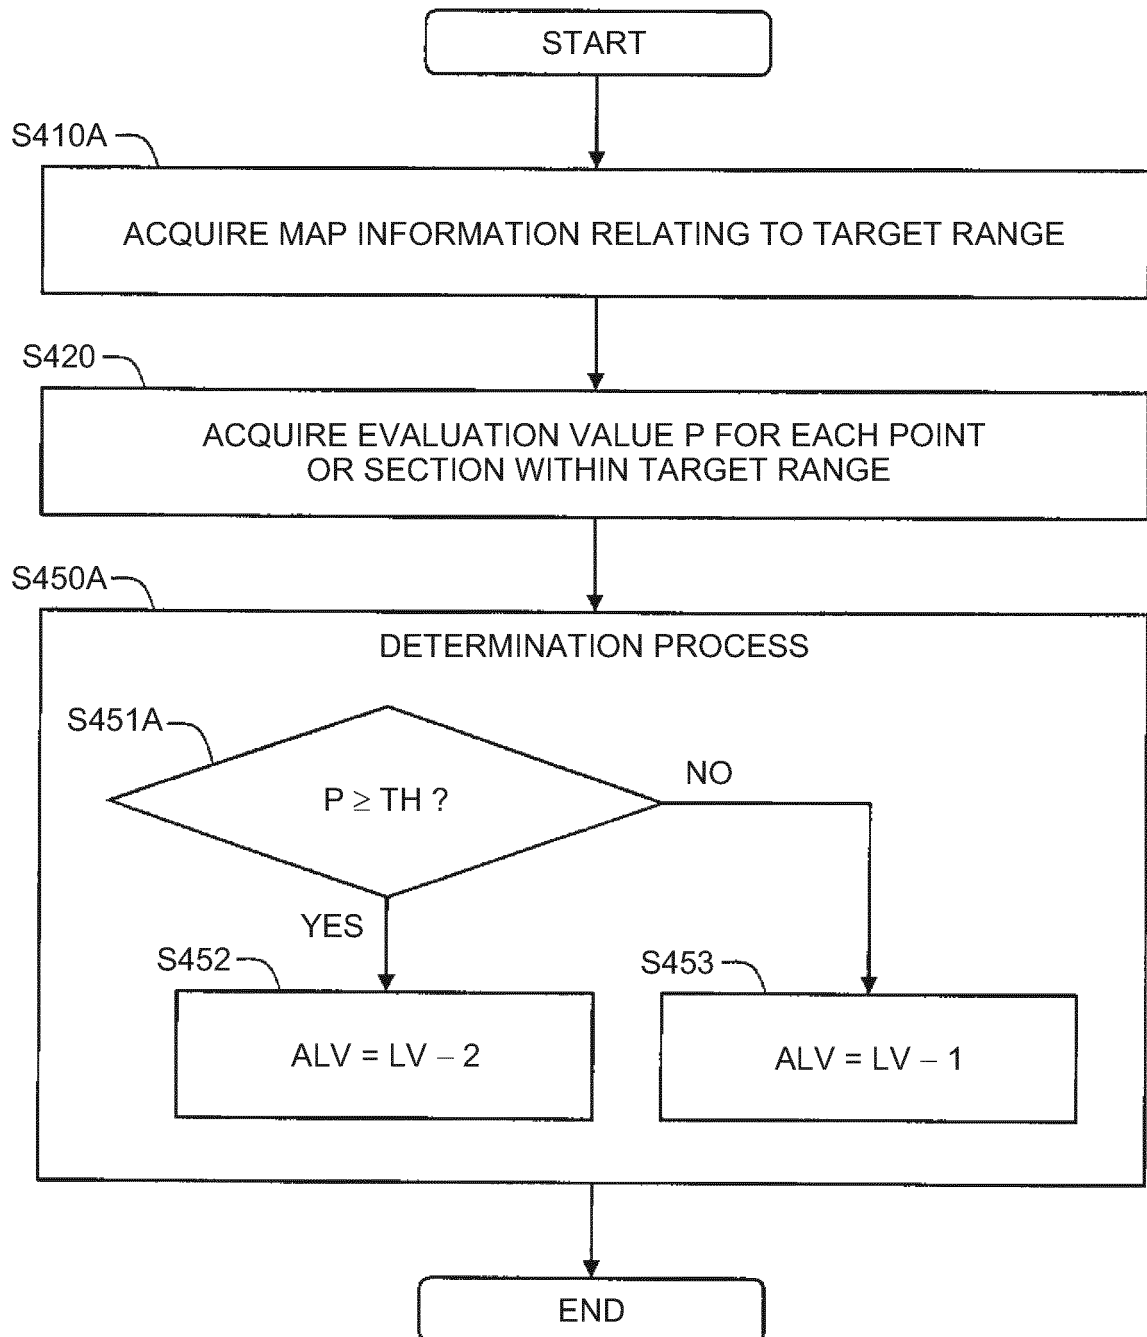 START
S410A
ACQUIRE MAP INFORMATION RELATING TO TARGET RANGE
S420
ACQUIRE EVALUATION VALUE P FOR EACH POINT
OR SECTION WITHIN TARGET RANGE
S450A
DETERMINATION PROCESS
S451A
P ≥ TH ?
NO
YES
S452
ALV = LV – 2
S453
ALV = LV – 1
END